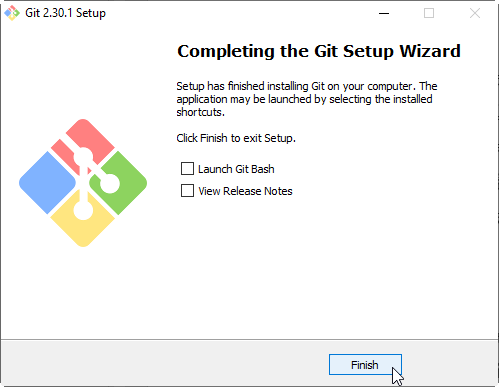 Git 2.30.1 Setup
Completing the Git Setup Wizard
Setup has finished installing Git on your computer. The
application may be launched by selecting the installed
shortcuts.
Click Finish to exit Setup.
Launch Git Bash
View Release Notes
Finish